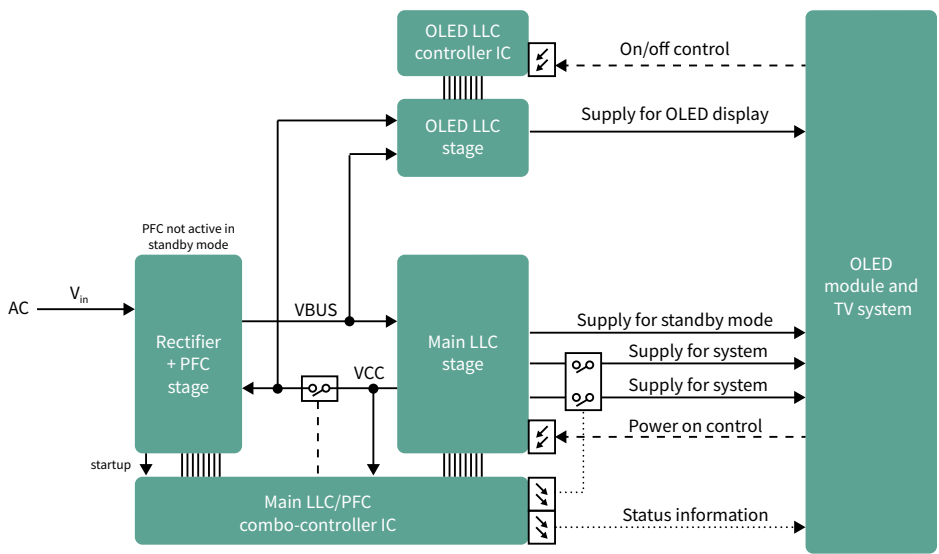 OLED LLC
controller IC
On/off control
OLED LLC
stage
Supply for OLED display
PFC not active in
standby mode
AC
Vin
Rectifier
+ PFC
stage
VBUS
VCC
Main LLC
stage
Supply for standby mode
Supply for system
Supply for system
Power on control
OLED
module and
TV system
startup
Main LLC/PFC
combo-controller IC
Status information